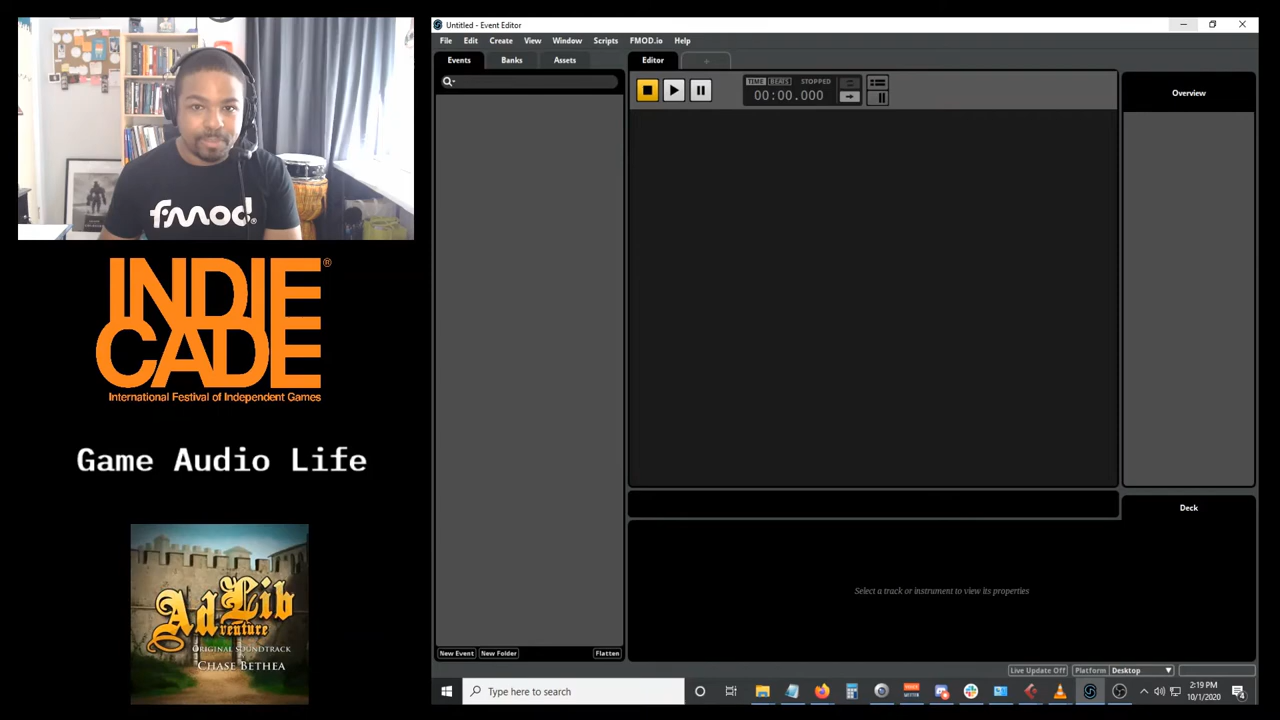 fmod®
INDIE
CADE®
International Festival of Independent Games
Game Audio Life
AdLib
venture
ORIGINAL SOUNDTRACK
BY
CHASE BETHEA
Untitled - Event Editor
File Edit Create View Window Scripts FMOD.io Help
Events Banks Assets
Editor +
TIME BEATS STOPPED
00:00.000
Overview
Deck
Select a track or instrument to view its properties
New Event New Folder Flatten
Live Update Off Platform Desktop
Type here to search
2:19 PM
10/1/2020
4